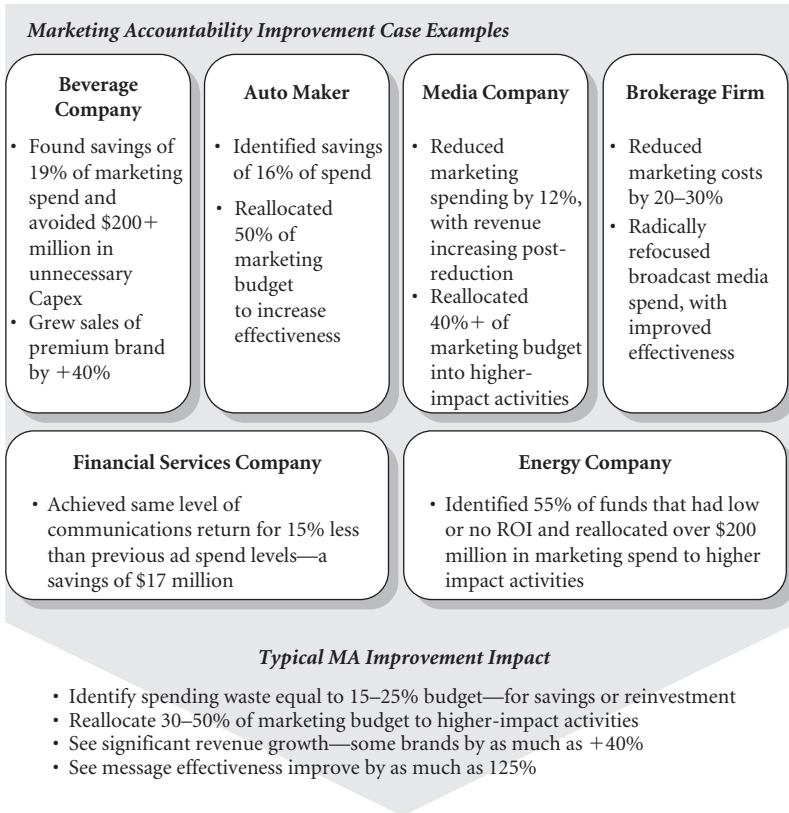 Marketing Accountability Improvement Case Examples
Beverage
Company
• Found savings of
19% of marketing
spend and
avoided $200+
million in
unnecessary
Capex
• Grew sales of
premium brand
by +40%
Auto Maker
• Identified savings
of 16% of spend
• Reallocated
50% of
marketing
budget
to increase
effectiveness
Media Company
• Reduced
marketing
spending by 12%,
with revenue
increasing post-
reduction
• Reallocated
40%+ of
marketing budget
into higher-
impact activities
Brokerage Firm
• Reduced
marketing costs
by 20–30%
• Radically
refocused
broadcast media
spend, with
improved
effectiveness
Financial Services Company
• Achieved same level of
communications return for 15% less
than previous ad spend levels—a
savings of $17 million
Energy Company
• Identified 55% of funds that had low
or no ROI and reallocated over $200
million in marketing spend to higher
impact activities
Typical MA Improvement Impact
• Identify spending waste equal to 15–25% budget—for savings or reinvestment
• Reallocate 30–50% of marketing budget to higher-impact activities
• See significant revenue growth—some brands by as much as +40%
• See message effectiveness improve by as much as 125%